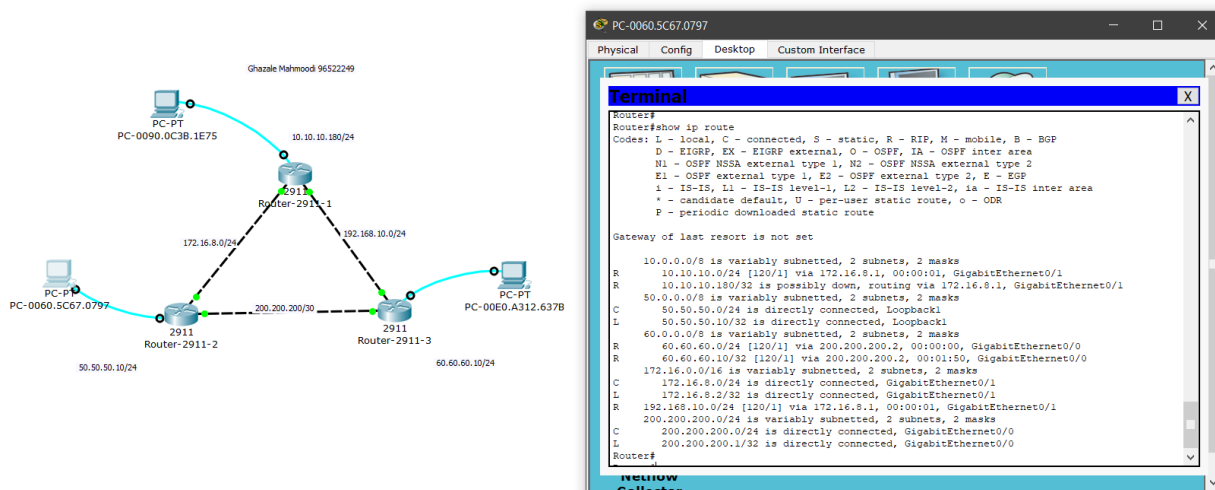 Ghazale Mahmoodi 96522249
PC-PT
PC-0090.0C3B.1E75
10.10.10.180/24
2911
Router-2911-1
172.16.8.0/24
192.168.10.0/24
PC-PT
PC-0060.5C67.0797
200.200.200/30
PC-PT
PC-00E0.A312.637B
2911
Router-2911-2
2911
Router-2911-3
50.50.50.10/24
60.60.60.10/24
PC-0060.5C67.0797
Physical Config Desktop Custom Interface
Terminal X
Router#
Router#show ip route
Codes: L - local, C - connected, S - static, R - RIP, M - mobile, B - BGP
D - EIGRP, EX - EIGRP external, O - OSPF, IA - OSPF inter area
N1 - OSPF NSSA external type 1, N2 - OSPF NSSA external type 2
E1 - OSPF external type 1, E2 - OSPF external type 2, E - EGP
i - IS-IS, L1 - IS-IS level-1, L2 - IS-IS level-2, ia - IS-IS inter area
* - candidate default, U - per-user static route, o - ODR
P - periodic downloaded static route
Gateway of last resort is not set
10.0.0.0/8 is variably subnetted, 2 subnets, 2 masks
R 10.10.10.0/24 [120/1] via 172.16.8.1, 00:00:01, GigabitEthernet0/1
R 10.10.10.180/32 is possibly down, routing via 172.16.8.1, GigabitEthernet0/1
50.0.0.0/8 is variably subnetted, 2 subnets, 2 masks
C 50.50.50.0/24 is directly connected, Loopback1
L 50.50.50.10/32 is directly connected, Loopback1
60.0.0.0/8 is variably subnetted, 2 subnets, 2 masks
R 60.60.60.0/24 [120/1] via 200.200.200.2, 00:00:00, GigabitEthernet0/0
R 60.60.60.10/32 [120/1] via 200.200.200.2, 00:01:50, GigabitEthernet0/0
172.16.0.0/16 is variably subnetted, 2 subnets, 2 masks
C 172.16.8.0/24 is directly connected, GigabitEthernet0/1
L 172.16.8.2/32 is directly connected, GigabitEthernet0/1
R 192.168.10.0/24 [120/1] via 172.16.8.1, 00:00:01, GigabitEthernet0/1
200.200.200.0/24 is variably subnetted, 2 subnets, 2 masks
C 200.200.200.0/24 is directly connected, GigabitEthernet0/0
L 200.200.200.1/32 is directly connected, GigabitEthernet0/0
Router#
Netflow
Collector